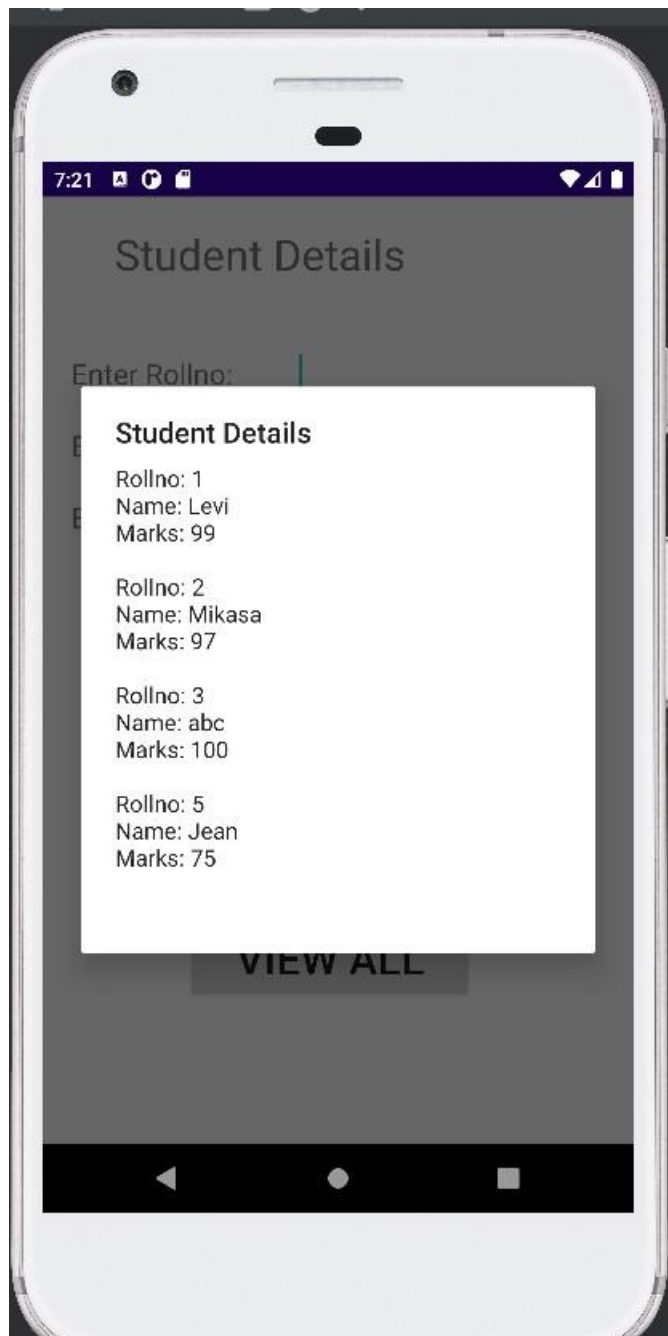 7:21
Student Details
Enter Rollno:
E
E
Student Details
Rollno: 1
Name: Levi
Marks: 99
Rollno: 2
Name: Mikasa
Marks: 97
Rollno: 3
Name: abc
Marks: 100
Rollno: 5
Name: Jean
Marks: 75
VIEW ALL